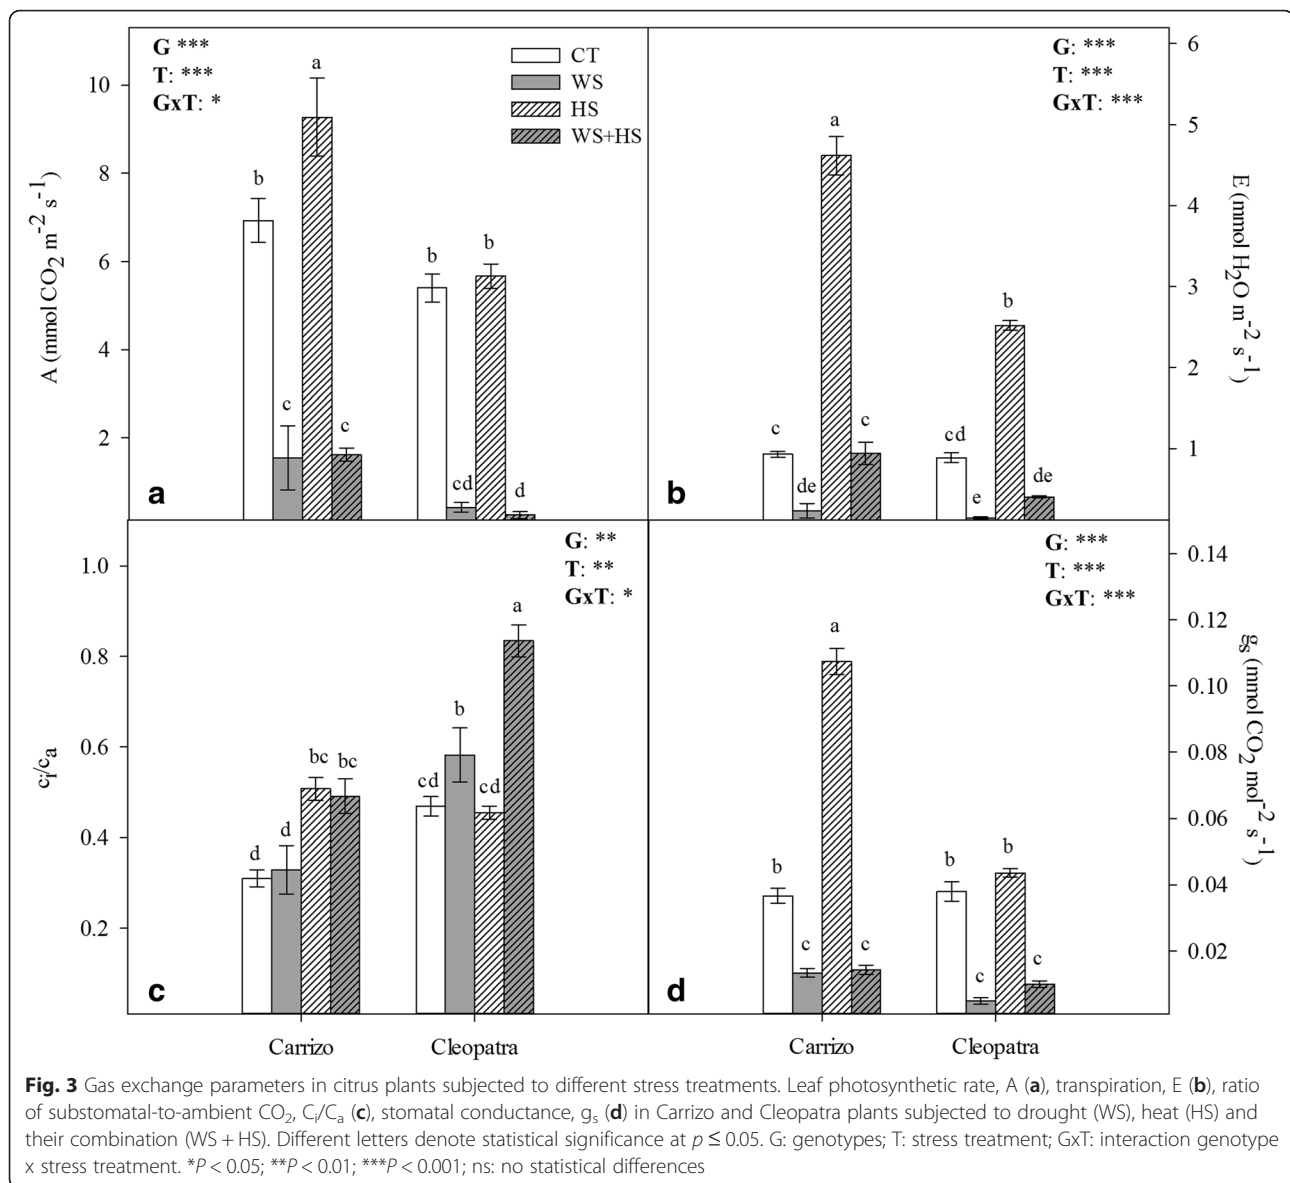 G ***
T: ***
GxT: *
CT
WS
HS
WS+HS
10
8
6
4
2
A (mmol CO2 m-2 s-1)
b
c
a
c
b
cd
b
d
a
G: ***
T: ***
GxT: ***
6
5
4
3
2
1
E (mmol H2O m-2 s-1)
c
de
a
c
cd
e
b
de
b
G: **
T: **
GxT: *
1.0
0.8
0.6
0.4
0.2
ci/ca
d
d
bc
bc
cd
b
cd
a
c
Carrizo
Cleopatra
G: ***
T: ***
GxT: ***
0.14
0.12
0.10
0.08
0.06
0.04
0.02
gs (mmol CO2 mol-2 s-1)
b
c
a
c
b
c
b
c
d
Carrizo
Cleopatra
Fig. 3 Gas exchange parameters in citrus plants subjected to different stress treatments. Leaf photosynthetic rate, A (a), transpiration, E (b), ratio
of substomatal-to-ambient CO2, Ci/Ca (c), stomatal conductance, gs (d) in Carrizo and Cleopatra plants subjected to drought (WS), heat (HS) and
their combination (WS + HS). Different letters denote statistical significance at p ≤ 0.05. G: genotypes; T: stress treatment; GxT: interaction genotype
x stress treatment. *P < 0.05; **P < 0.01; ***P < 0.001; ns: no statistical differences